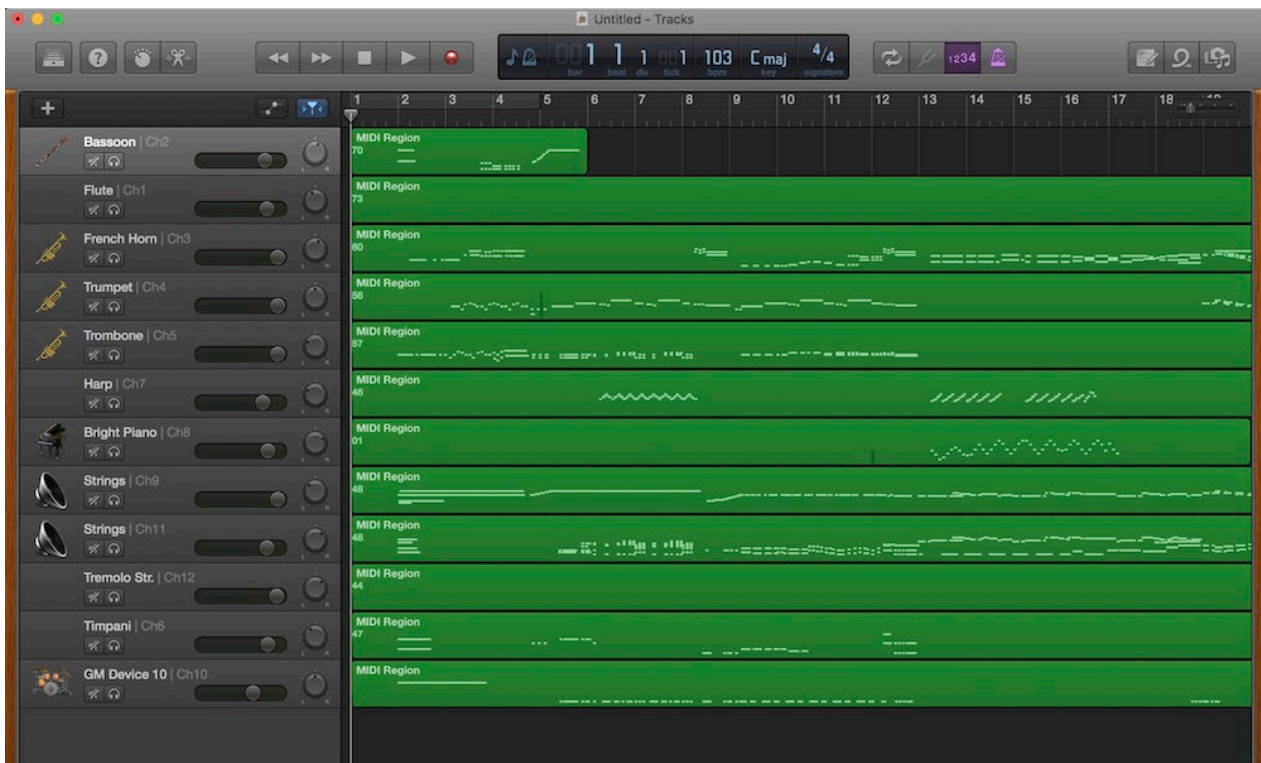 Untitled - Tracks
001 1 1 001 103 C maj 4/4
bar beat div tick bpm key signature
1234
1 2 3 4 5 6 7 8 9 10 11 12 13 14 15 16 17 18
Bassoon | Ch2
MIDI Region
70
Flute | Ch1
MIDI Region
73
French Horn | Ch3
MIDI Region
60
Trumpet | Ch4
MIDI Region
56
Trombone | Ch5
MIDI Region
57
Harp | Ch7
MIDI Region
46
Bright Piano | Ch8
MIDI Region
01
Strings | Ch9
MIDI Region
48
Strings | Ch11
MIDI Region
48
Tremolo Str. | Ch12
MIDI Region
44
Timpani | Ch6
MIDI Region
47
GM Device 10 | Ch10
MIDI Region